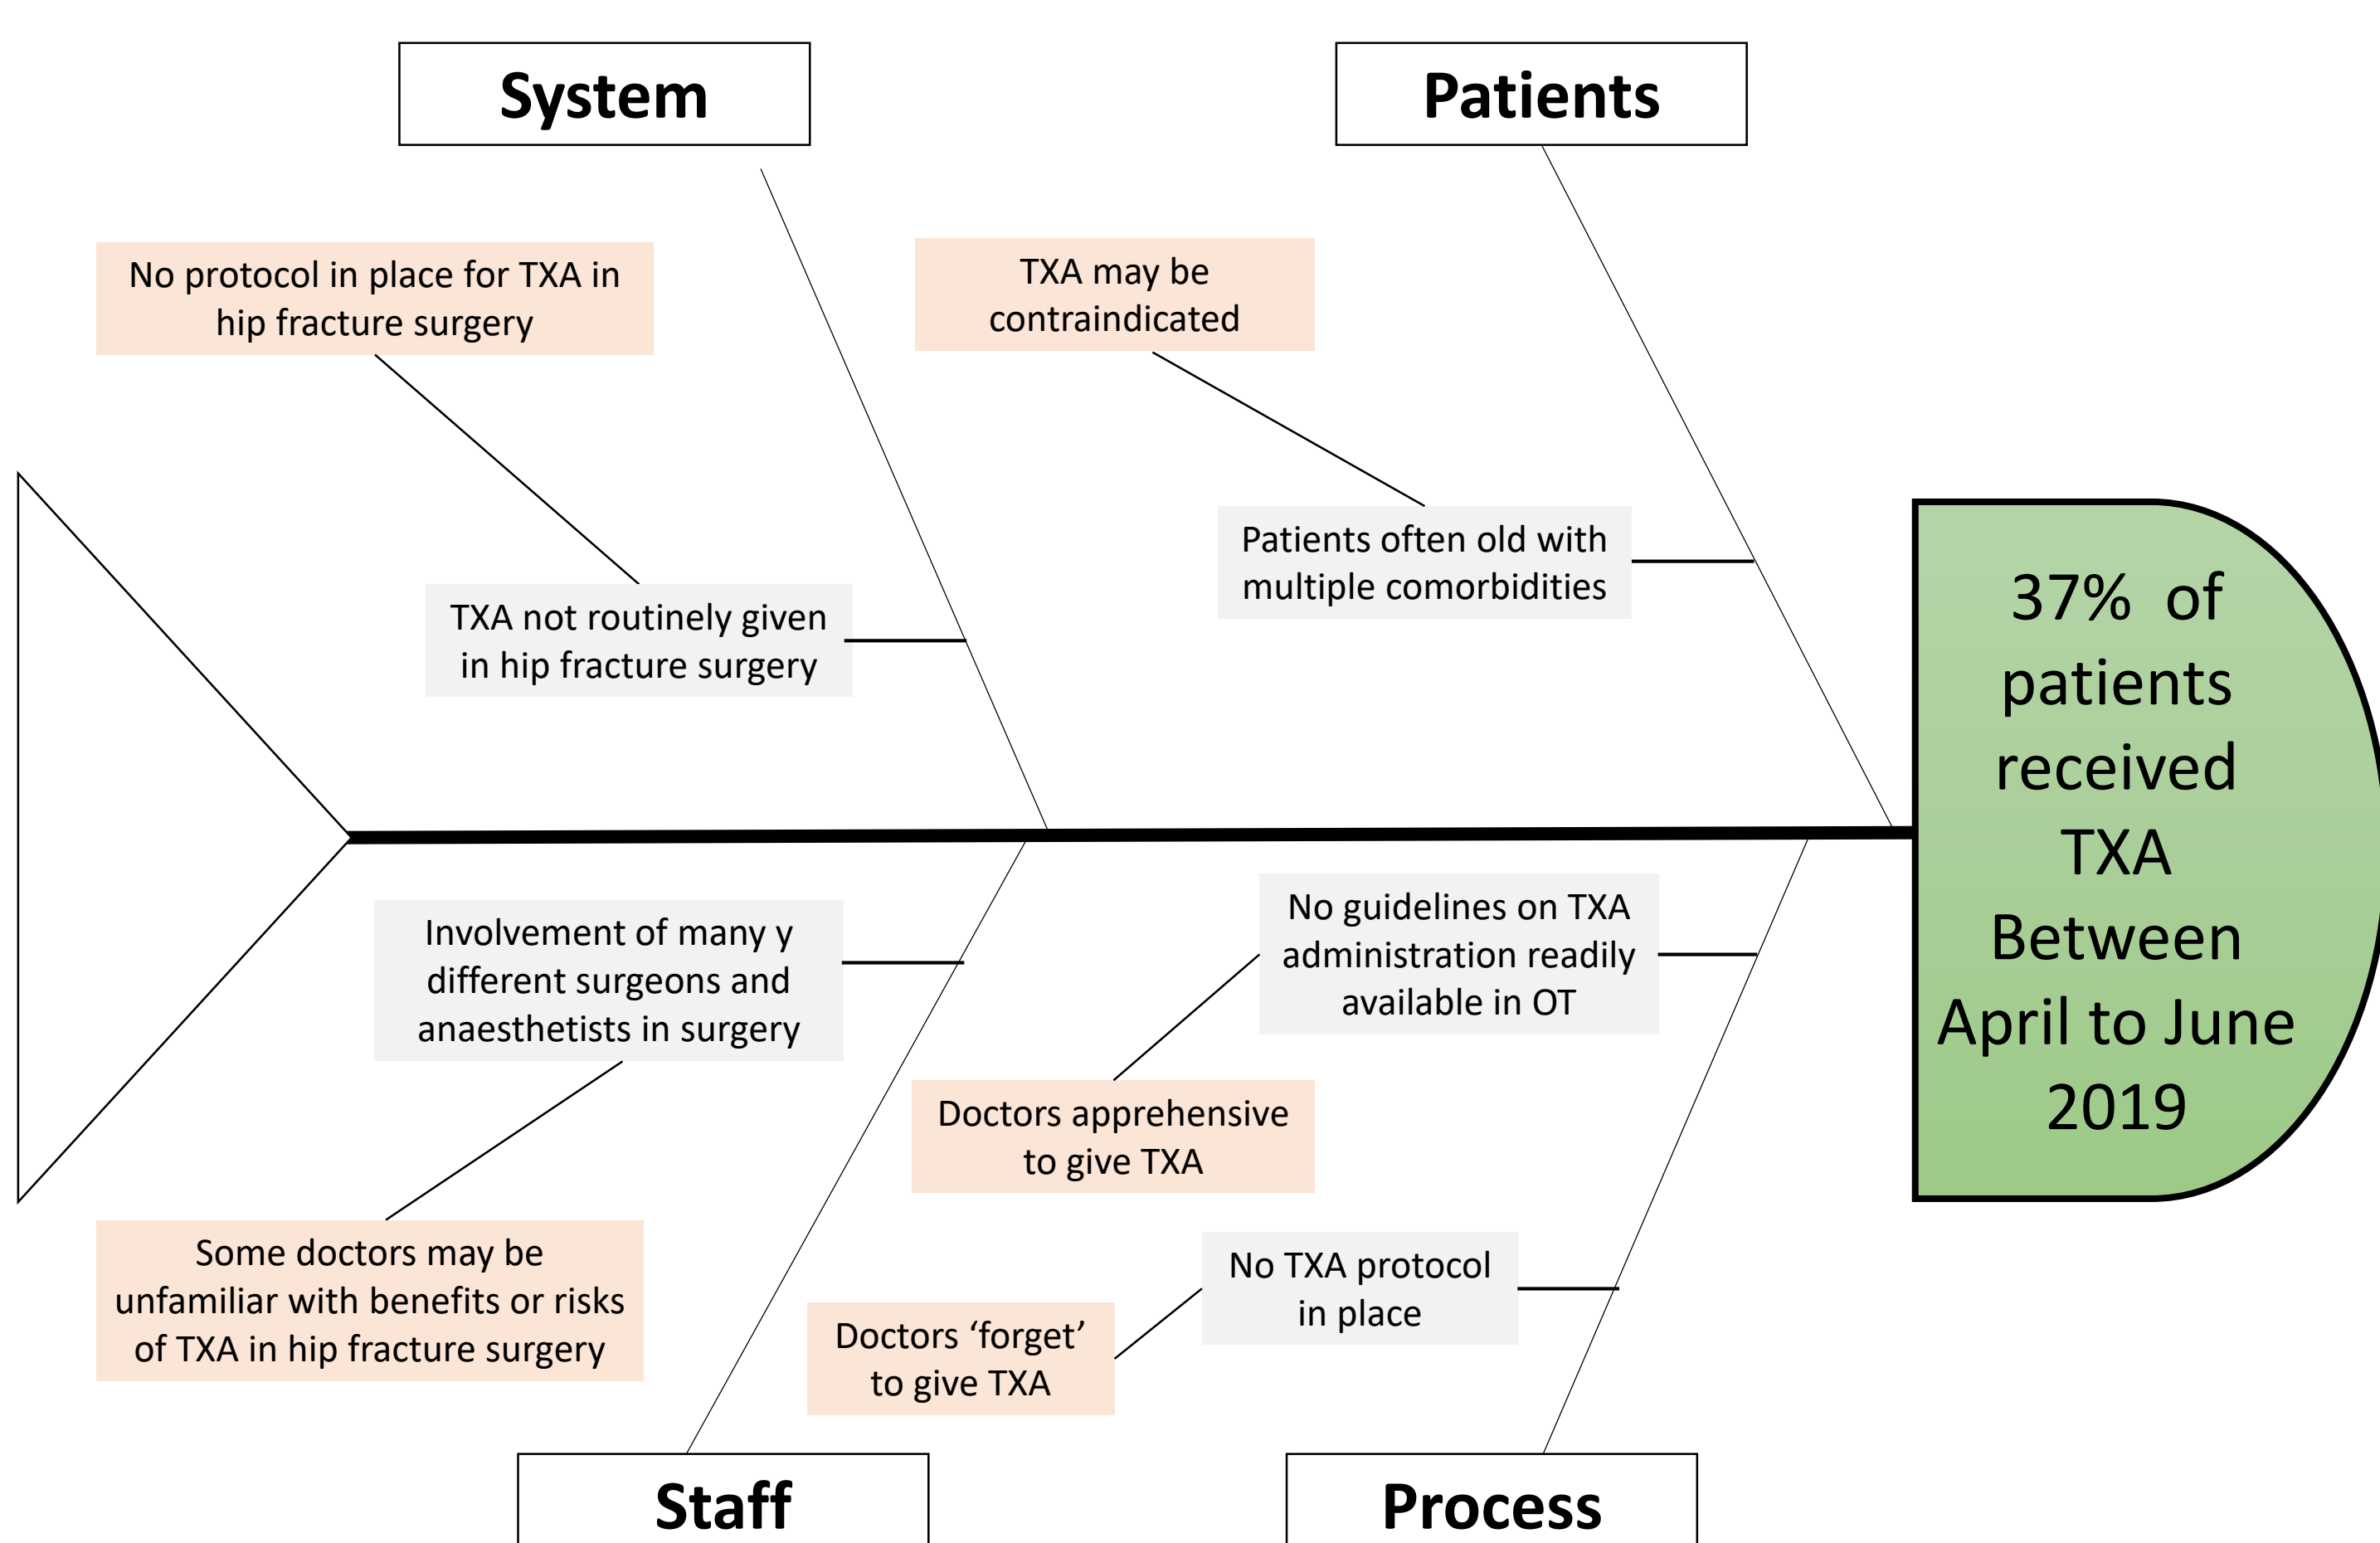 System
Patients
No protocol in place for TXA in
hip fracture surgery
TXA may be
contraindicated
TXA not routinely given
in hip fracture surgery
Patients often old with
multiple comorbidities
37%  of
patients
received
TXA
Between
April to June
2019
Involvement of many y
different surgeons and
anaesthetists in surgery
No guidelines on TXA
administration readily
available in OT
Doctors apprehensive
to give TXA
Some doctors may be
unfamiliar with benefits or risks
of TXA in hip fracture surgery
No TXA protocol
in place
Doctors ‘forget’
to give TXA
Staff
Process